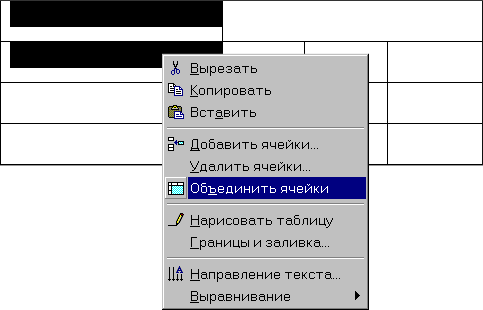 Вырезать
Копировать
Вставить
Добавить ячейки...
Удалить ячейки...
Объединить ячейки
Нарисовать таблицу
Границы и заливка...
Направление текста...
Выравнивание